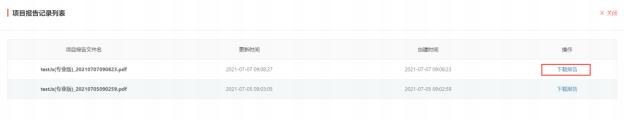 项目报告记录列表
× 关闭
项目报告文件名 更新时间 创建时间 操作
testJs(专业版)_20210707090823.pdf 2021-07-07 09:08:27 2021-07-07 09:08:23 下载报告
testJs(专业版)_20210705090259.pdf 2021-07-05 09:03:05 2021-07-05 09:02:59 下载报告